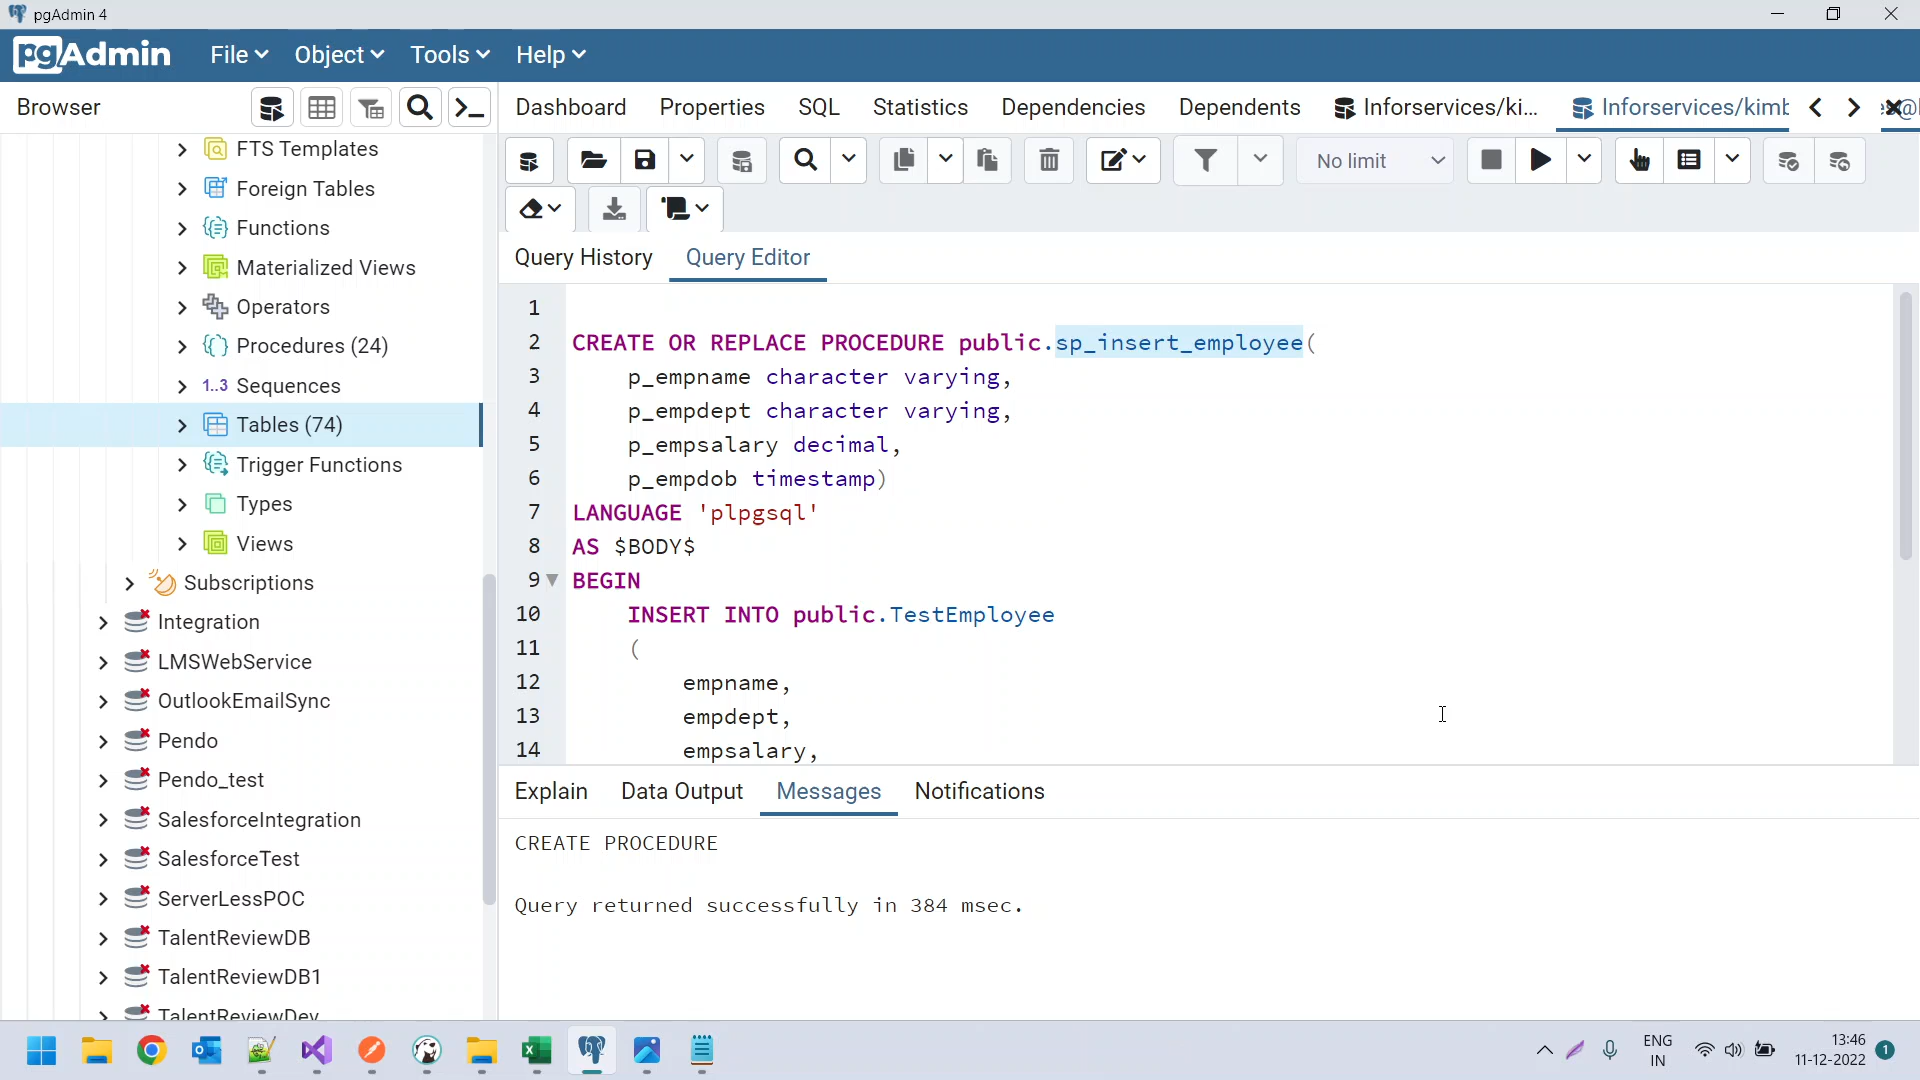 pgAdmin 4
pgAdmin File Object Tools Help
Browser
Dashboard Properties SQL Statistics Dependencies Dependents Inforservices/ki... Inforservices/kimb
No limit
Query History Query Editor
FTS Templates
Foreign Tables
Functions
Materialized Views
Operators
Procedures (24)
1..3 Sequences
Tables (74)
Trigger Functions
Types
Views
Subscriptions
Integration
LMSWebService
OutlookEmailSync
Pendo
Pendo_test
SalesforceIntegration
SalesforceTest
ServerLessPOC
TalentReviewDB
TalentReviewDB1
TalentReviewDev
1
2 CREATE OR REPLACE PROCEDURE public.sp_insert_employee(
3 p_empname character varying,
4 p_empdept character varying,
5 p_empsalary decimal,
6 p_empdob timestamp)
7 LANGUAGE 'plpgsql'
8 AS $BODY$
9 BEGIN
10 INSERT INTO public.TestEmployee
11 (
12 empname,
13 empdept,
14 empsalary,
Explain Data Output Messages Notifications
CREATE PROCEDURE
Query returned successfully in 384 msec.
ENG
IN
13:46
11-12-2022
1